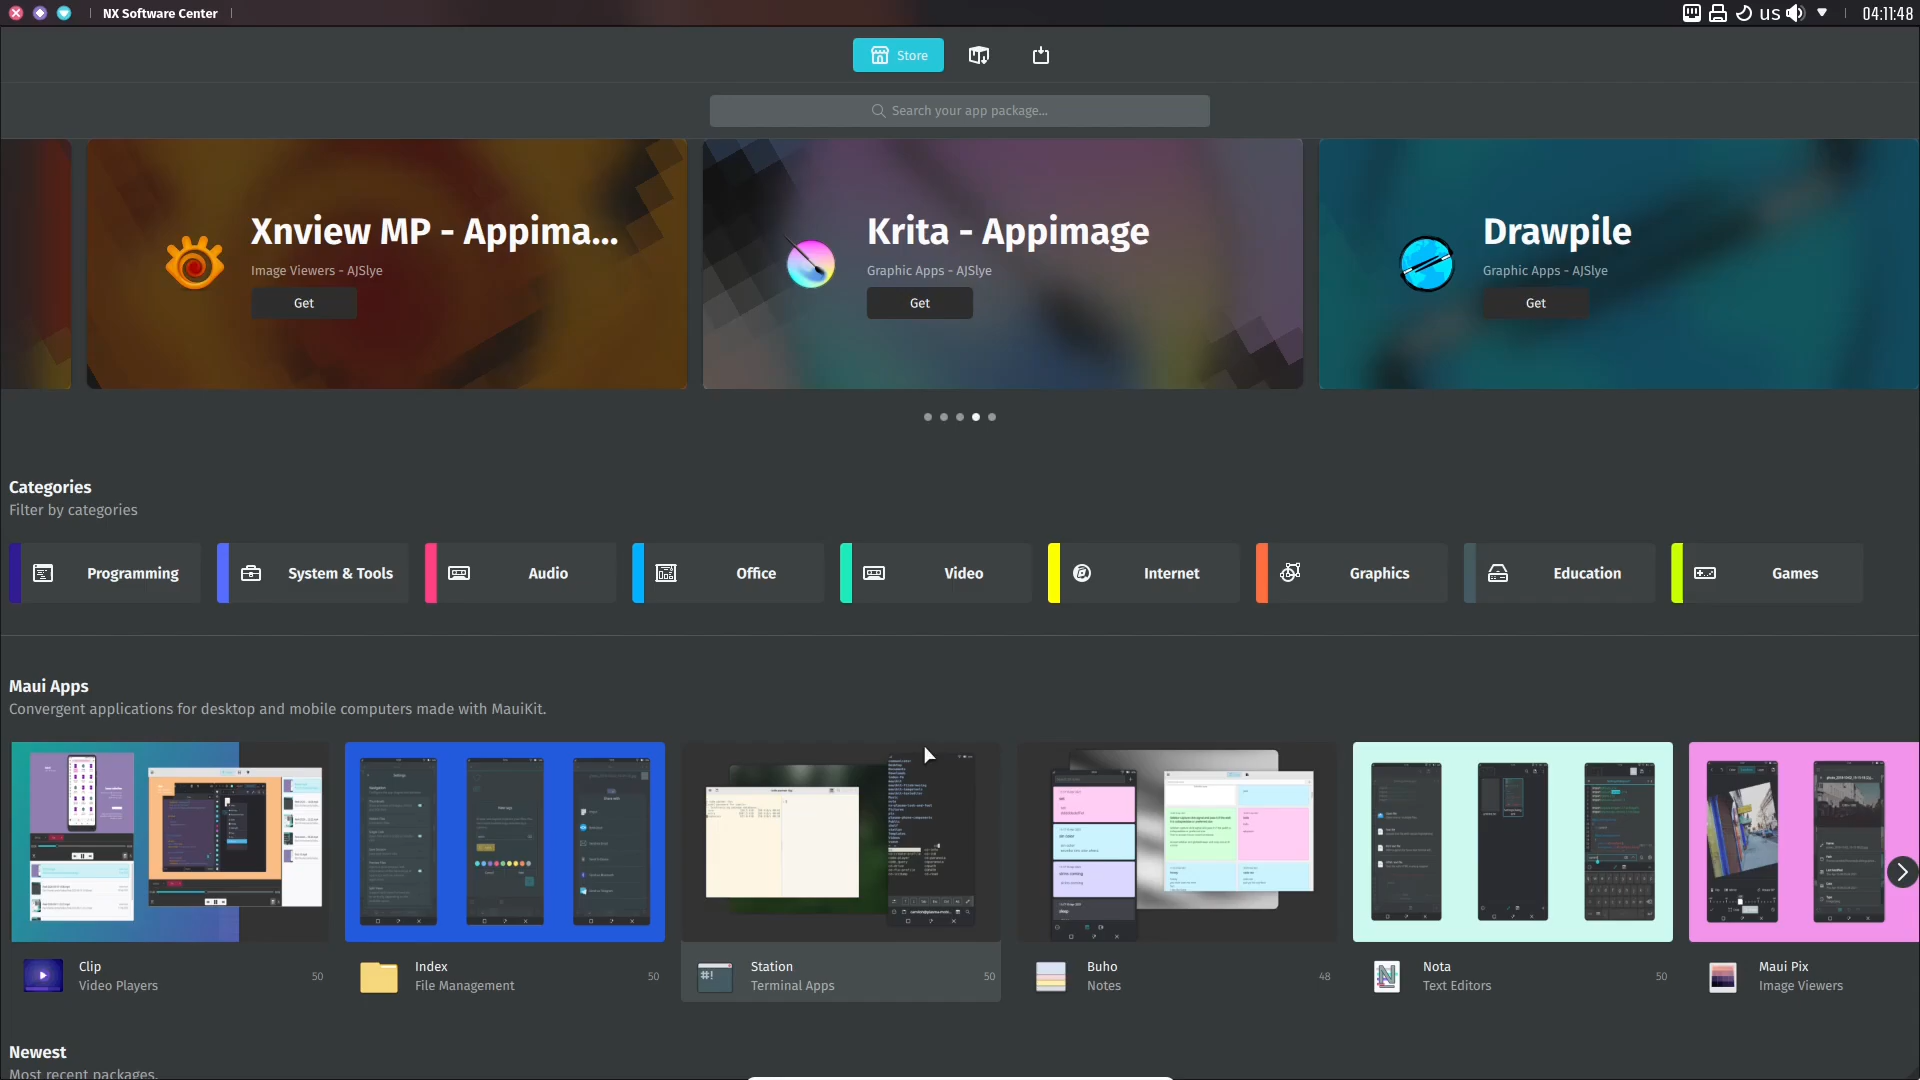 NX Software Center
us
04:11:48
Store
Search your app package...
Xnview MP - Appima...
Image Viewers - AJSlye
Get
Krita - Appimage
Graphic Apps - AJSlye
Get
Drawpile
Graphic Apps - AJSlye
Get
Categories
Filter by categories
Programming
System & Tools
Audio
Office
Video
Internet
Graphics
Education
Games
Maui Apps
Convergent applications for desktop and mobile computers made with MauiKit.
Clip
Video Players
50
Index
File Management
50
#!
Station
Terminal Apps
50
Buho
Notes
48
N
Nota
Text Editors
50
Maui Pix
Image Viewers
Newest
Most recent packages.